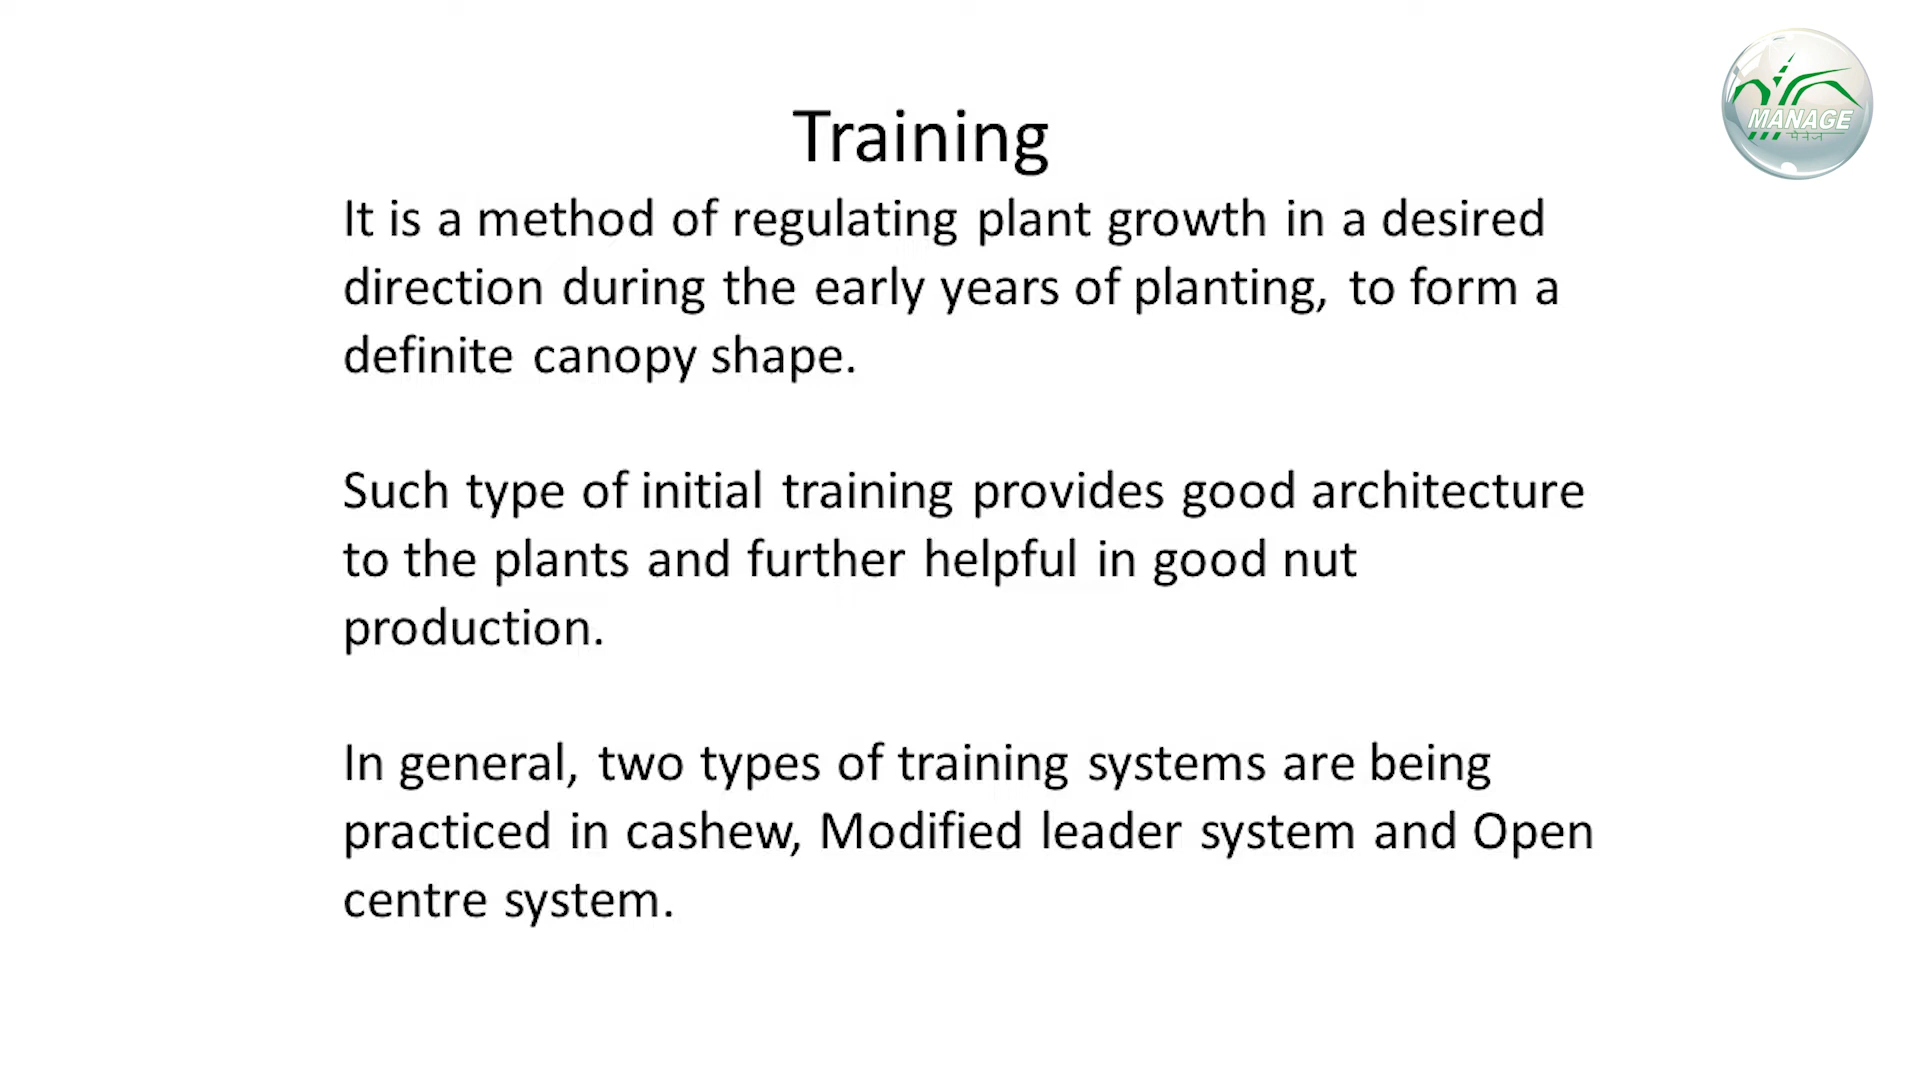 MANAGE
मैनेज
Training
It is a method of regulating plant growth in a desired
direction during the early years of planting, to form a
definite canopy shape.
Such type of initial training provides good architecture
to the plants and further helpful in good nut
production.
In general, two types of training systems are being
practiced in cashew, Modified leader system and Open
centre system.